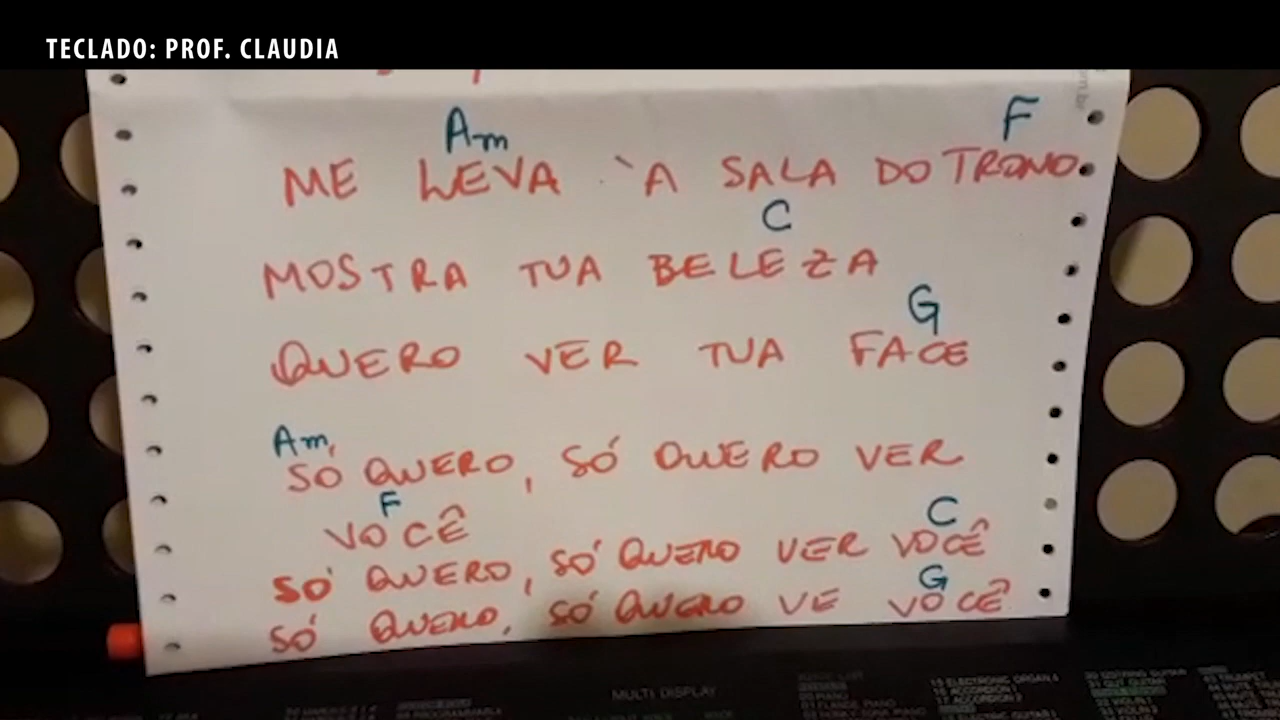 TECLADO: PROF. CLAUDIA
Am F
ME LEVA À SALA DO TRONO
C
MOSTRA TUA BELEZA
G
QUERO VER TUA FACE
Am
SÓ QUERO, SÓ QUERO VER
F
VOCÊ
C
SÓ QUERO, SÓ QUERO VER VOCÊ
G
SÓ QUERO, SÓ QUERO VE VOCÊ
MULTI DISPLAY